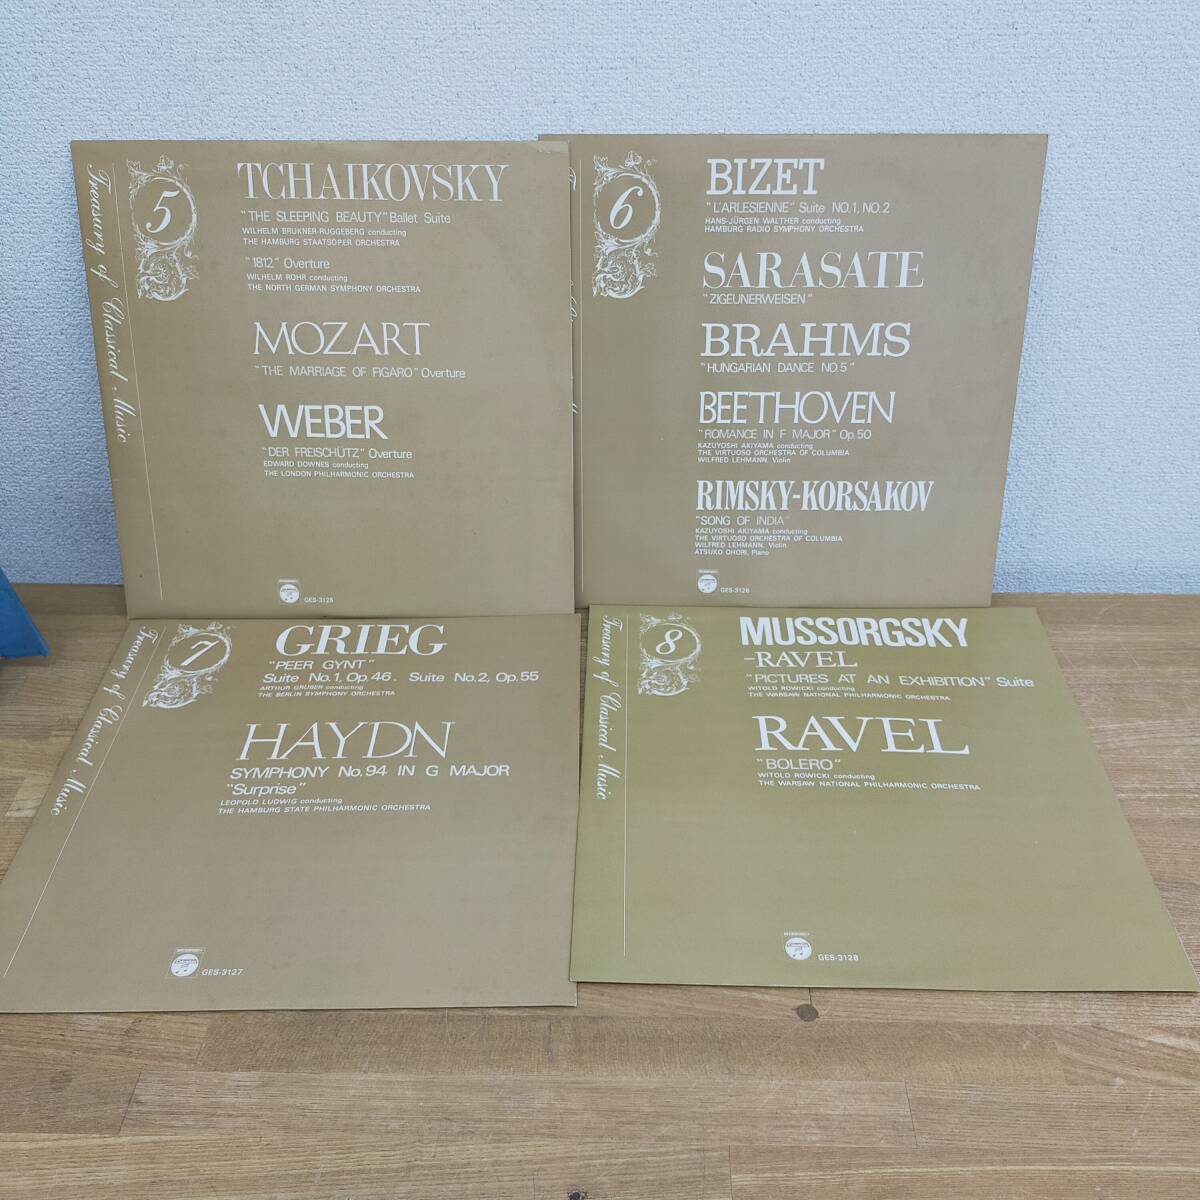 Treasury of Classical Music
5
TCHAIKOVSKY
"THE SLEEPING BEAUTY" Ballet Suite
WILHELM BRUKNER-RUGGEBERG conducting
THE HAMBURG STAATSOPER ORCHESTRA
"1812" Overture
WILHELM ROHR conducting
THE NORTH GERMAN SYMPHONY ORCHESTRA
MOZART
"THE MARRIAGE OF FIGARO" Overture
WEBER
"DER FREISCHÜTZ" Overture
EDWARD DOWNES conducting
THE LONDON PHILHARMONIC ORCHESTRA
GES-3125
6
BIZET
"L'ARLESIENNE" Suite NO.1, NO.2
HANS-JÜRGEN WALTHER conducting
HAMBURG RADIO SYMPHONY ORCHESTRA
SARASATE
"ZIGEUNERWEISEN"
BRAHMS
"HUNGARIAN DANCE NO.5"
BEETHOVEN
"ROMANCE IN F MAJOR" Op.50
KAZUYOSHI AKIYAMA conducting
THE VIRTUOSO ORCHESTRA OF COLUMBIA
WILFRED LEHMANN, Violin
RIMSKY-KORSAKOV
"SONG OF INDIA"
KAZUYOSHI AKIYAMA conducting
THE VIRTUOSO ORCHESTRA OF COLUMBIA
WILFRED LEHMANN, Violin
ATSUKO OHORI, Piano
GES-3126
Treasury of Classical Music
7
GRIEG
"PEER GYNT"
Suite No.1, Op.46. Suite No.2, Op.55
ARTHUR GRÜBER conducting
THE BERLIN SYMPHONY ORCHESTRA
HAYDN
SYMPHONY No.94 IN G MAJOR
"Surprise"
LEOPOLD LUDWIG conducting
THE HAMBURG STATE PHILHARMONIC ORCHESTRA
GES-3127
Treasury of Classical Music
8
MUSSORGSKY
-RAVEL
"PICTURES AT AN EXHIBITION" Suite
WITOLD ROWICKI conducting
THE WARSAW NATIONAL PHILHARMONIC ORCHESTRA
RAVEL
"BOLERO"
WITOLD ROWICKI conducting
THE WARSAW NATIONAL PHILHARMONIC ORCHESTRA
GES-3128